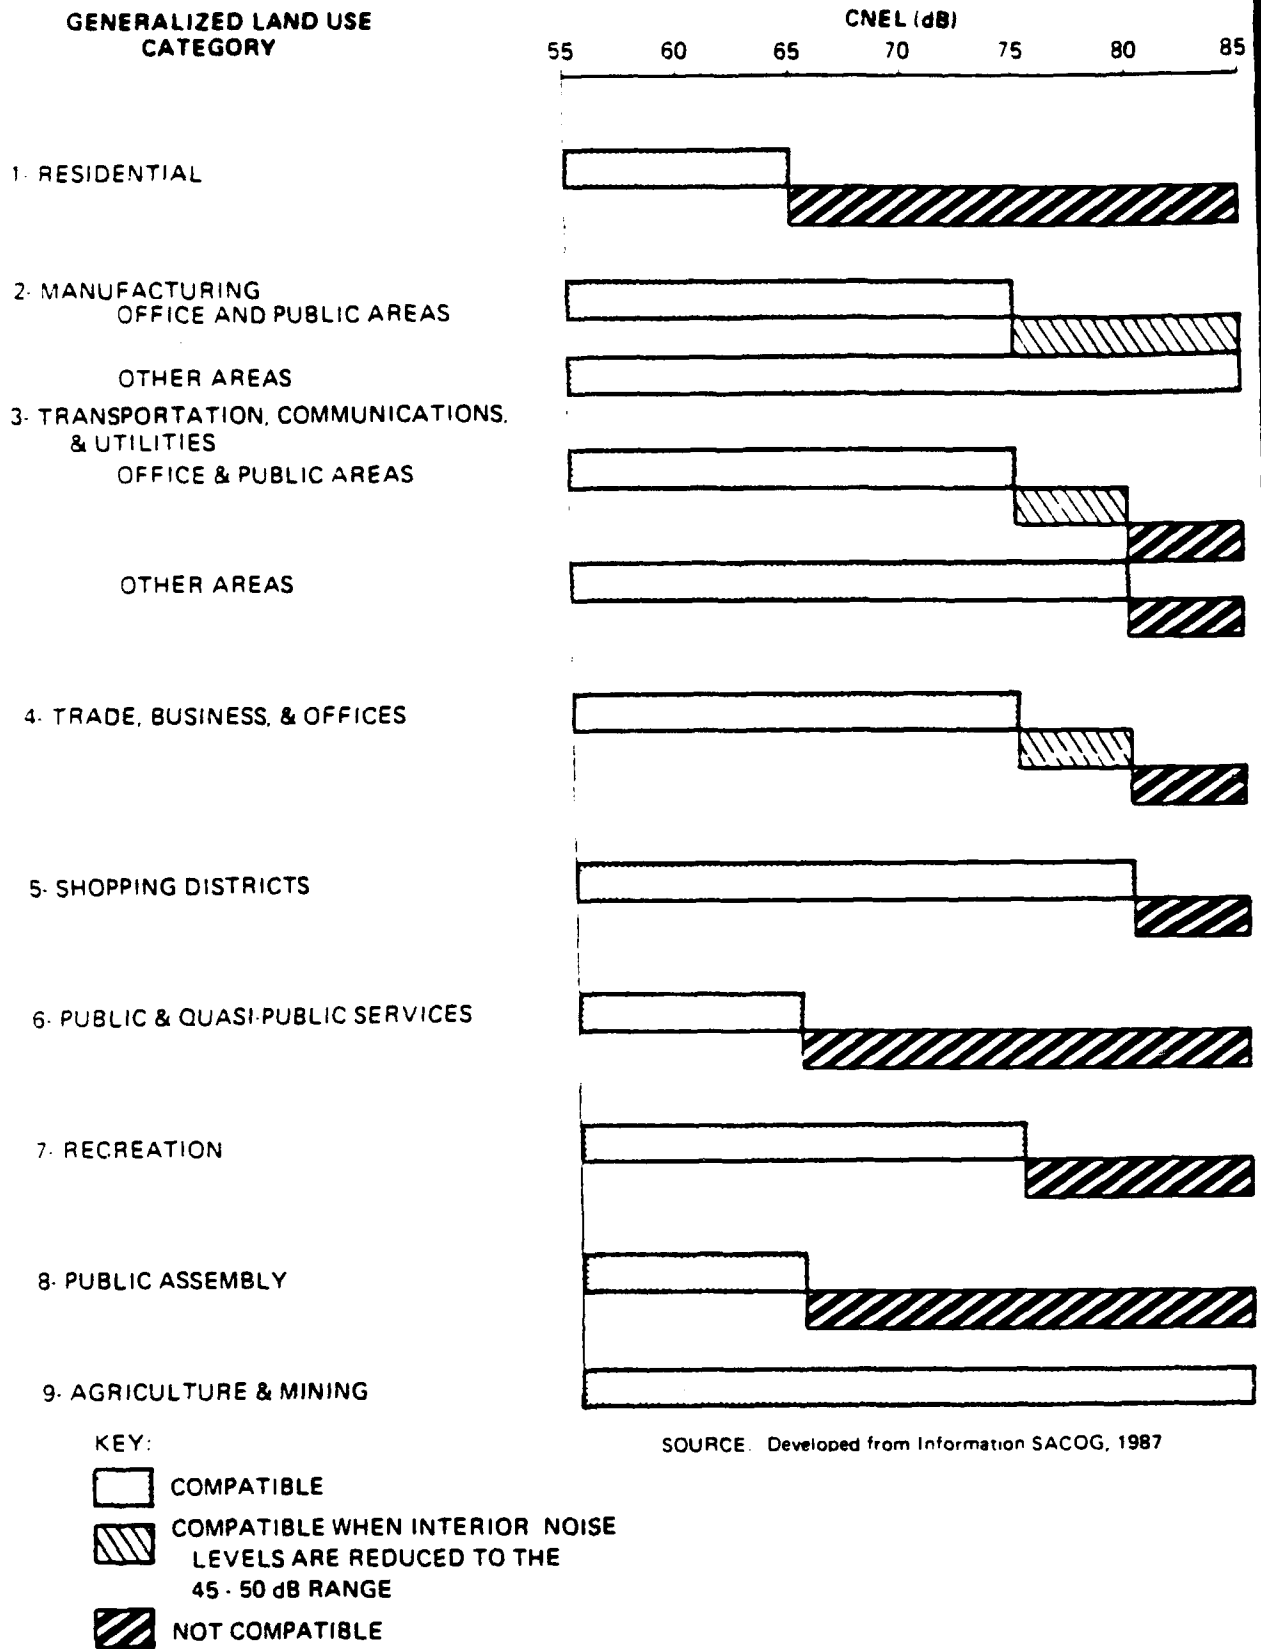 GENERALIZED LAND USE
CATEGORY
CNEL (dB)
55 60 65 70 75 80 85
1- RESIDENTIAL
2- MANUFACTURING
OFFICE AND PUBLIC AREAS
OTHER AREAS
3- TRANSPORTATION, COMMUNICATIONS,
& UTILITIES
OFFICE & PUBLIC AREAS
OTHER AREAS
4- TRADE, BUSINESS, & OFFICES
5- SHOPPING DISTRICTS
6- PUBLIC & QUASI-PUBLIC SERVICES
7- RECREATION
8- PUBLIC ASSEMBLY
9- AGRICULTURE & MINING
KEY:
SOURCE. Developed from Information SACOG, 1987
COMPATIBLE
COMPATIBLE WHEN INTERIOR NOISE
LEVELS ARE REDUCED TO THE
45 - 50 dB RANGE
NOT COMPATIBLE